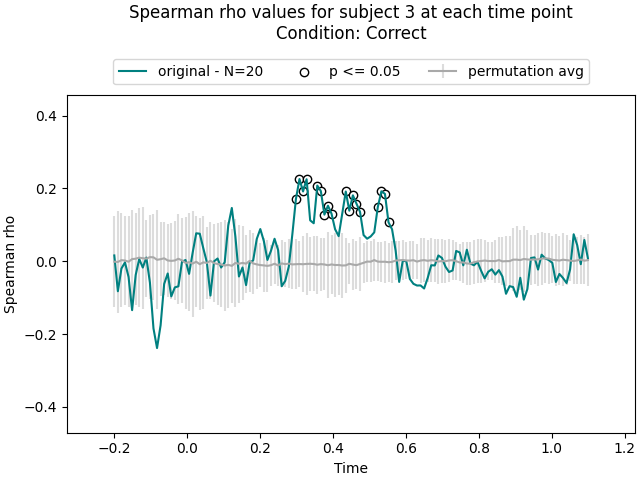 Spearman rho values for subject 3 at each time point
Condition: Correct
original - N=20 p <= 0.05 permutation avg
0.4
0.2
0.0
−0.2
−0.4
Spearman rho
−0.2 0.0 0.2 0.4 0.6 0.8 1.0 1.2
Time